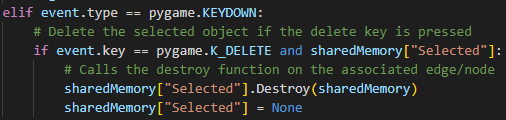 elif event.type == pygame.KEYDOWN:
    # Delete the selected object if the delete key is pressed
    if event.key == pygame.K_DELETE and sharedMemory["Selected"]:
        # Calls the destroy function on the associated edge/node
        sharedMemory["Selected"].Destroy(sharedMemory)
        sharedMemory["Selected"] = None